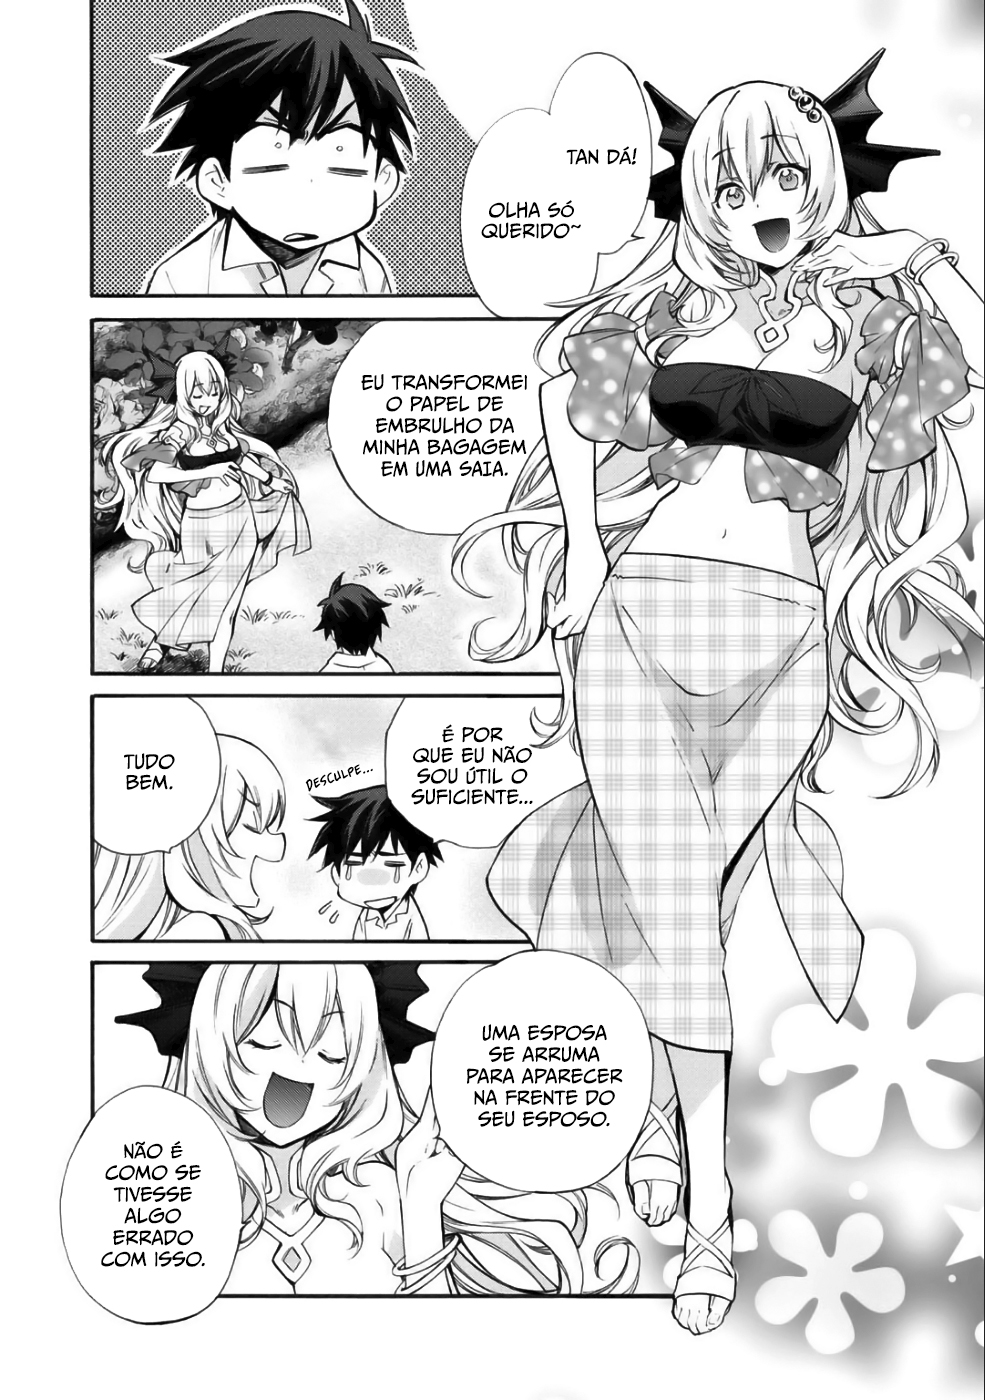 TAN DÁ!
OLHA SÓ
QUERIDO~
EU TRANSFORMEI
O PAPEL DE
EMBRULHO DA
MINHA BAGAGEM
EM UMA SAIA.
É POR
QUE EU NÃO
SOU ÚTIL O
SUFICIENTE...
DESCULPE...
TUDO
BEM.
UMA ESPOSA
SE ARRUMA
PARA APARECER
NA FRENTE DO
SEU ESPOSO.
NÃO É
COMO SE
TIVESSE
ALGO
ERRADO
COM ISSO.